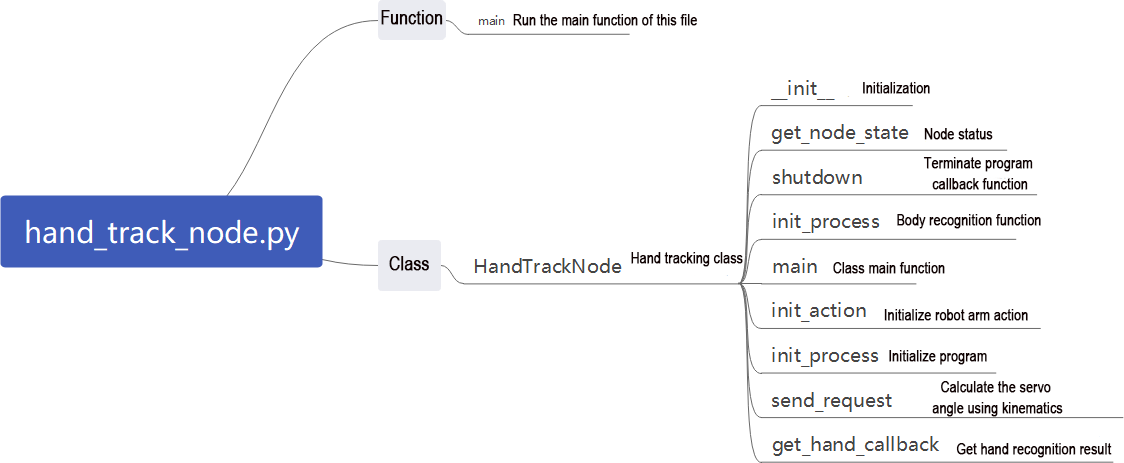 Function
main Run the main function of this file
hand_track_node.py
Class
HandTrackNode Hand tracking class
__init__ Initialization
get_node_state Node status
shutdown Terminate program
callback function
init_process Body recognition function
main Class main function
init_action Initialize robot arm action
init_process Initialize program
send_request Calculate the servo
angle using kinematics
get_hand_callback Get hand recognition result